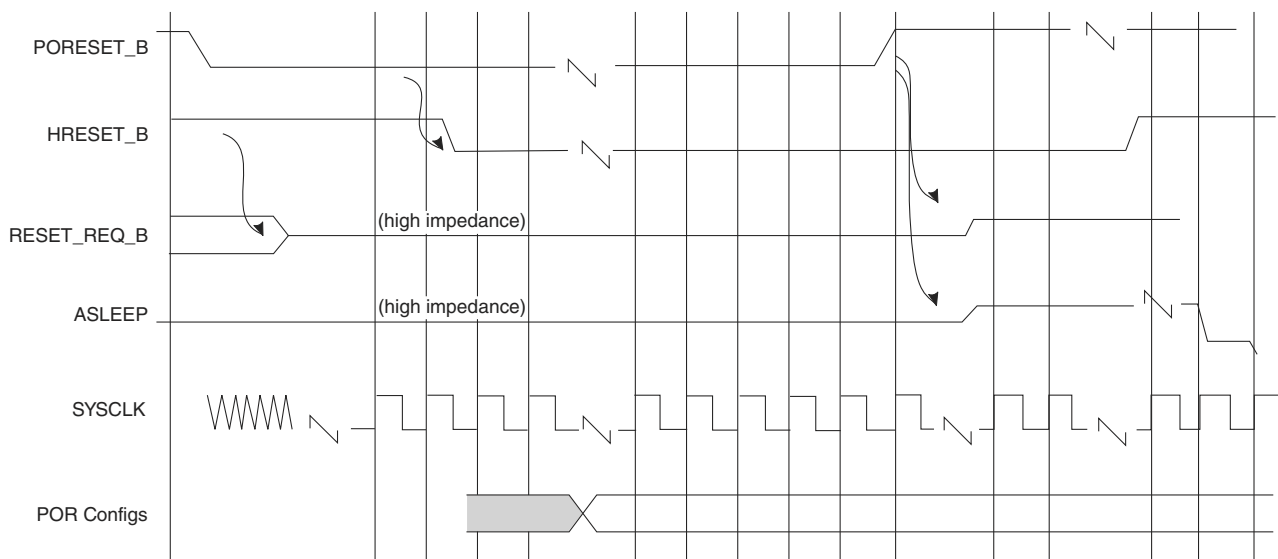 PORESET_B
HRESET_B
(high impedance)
RESET_REQ_B
(high impedance)
ASLEEP
SYSCLK
POR Configs